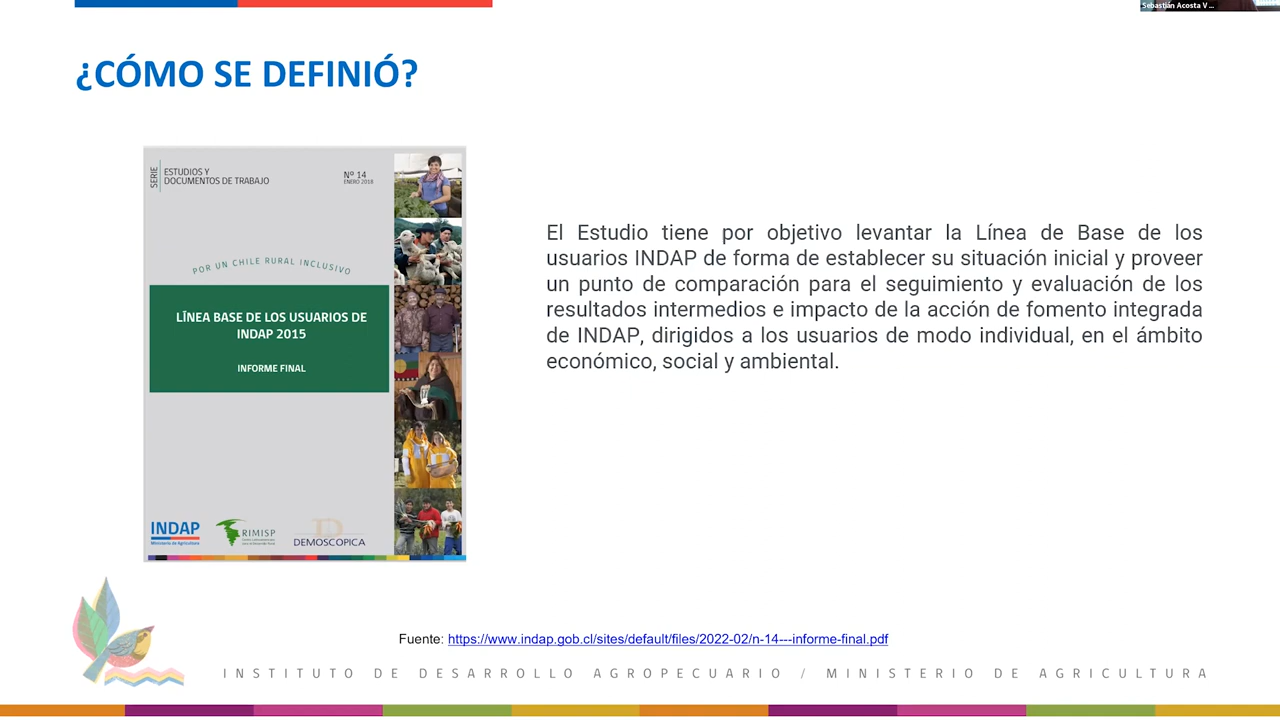 Sebastián Acosta V ...
¿CÓMO SE DEFINIÓ?
SERIE
ESTUDIOS Y
DOCUMENTOS DE TRABAJO
Nº 14
ENERO 2018
POR UN CHILE RURAL INCLUSIVO
LÍNEA BASE DE LOS USUARIOS DE
INDAP 2015
INFORME FINAL
INDAP
Ministerio de Agricultura
RIMISP
DEMOSCOPICA
El Estudio tiene por objetivo levantar la Línea de Base de los
usuarios INDAP de forma de establecer su situación inicial y proveer
un punto de comparación para el seguimiento y evaluación de los
resultados intermedios e impacto de la acción de fomento integrada
de INDAP, dirigidos a los usuarios de modo individual, en el ámbito
económico, social y ambiental.
Fuente: https://www.indap.gob.cl/sites/default/files/2022-02/n-14---informe-final.pdf
INSTITUTO DE DESARROLLO AGROPECUARIO / MINISTERIO DE AGRICULTURA